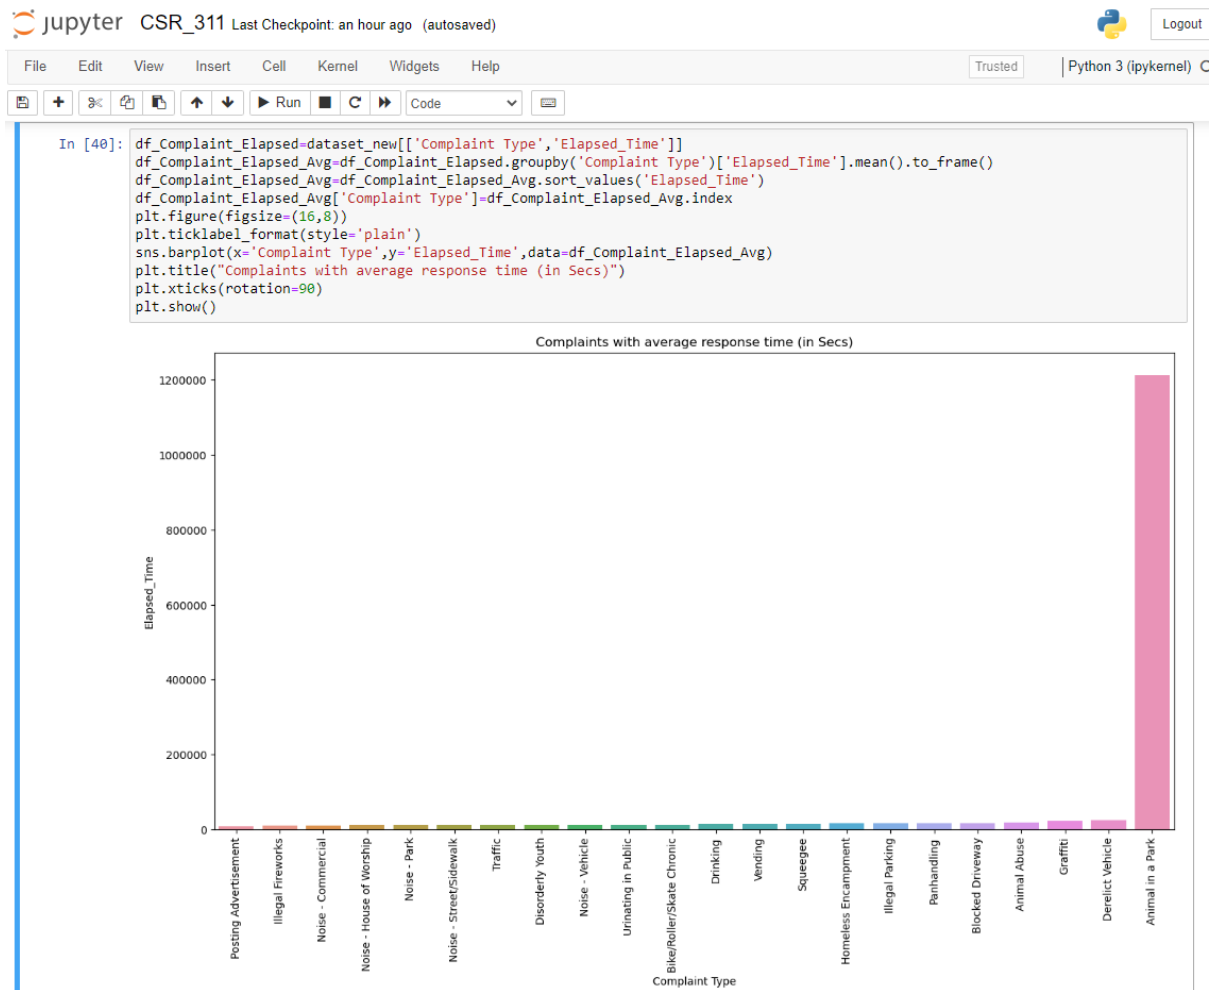 jupyter CSR_311 Last Checkpoint: an hour ago (autosaved)
Logout
File Edit View Insert Cell Kernel Widgets Help
Trusted
Python 3 (ipykernel)
Run
Code
In [40]:
df_Complaint_Elapsed=dataset_new[['Complaint Type','Elapsed_Time']]
df_Complaint_Elapsed_Avg=df_Complaint_Elapsed.groupby('Complaint Type')['Elapsed_Time'].mean().to_frame()
df_Complaint_Elapsed_Avg=df_Complaint_Elapsed_Avg.sort_values('Elapsed_Time')
df_Complaint_Elapsed_Avg['Complaint Type']=df_Complaint_Elapsed_Avg.index
plt.figure(figsize=(16,8))
plt.ticklabel_format(style='plain')
sns.barplot(x='Complaint Type',y='Elapsed_Time',data=df_Complaint_Elapsed_Avg)
plt.title("Complaints with average response time (in Secs)")
plt.xticks(rotation=90)
plt.show()
Complaints with average response time (in Secs)
1200000
1000000
800000
600000
400000
200000
0
Elapsed_Time
Posting Advertisement
Illegal Fireworks
Noise - Commercial
Noise - House of Worship
Noise - Park
Noise - Street/Sidewalk
Traffic
Disorderly Youth
Noise - Vehicle
Urinating in Public
Bike/Roller/Skate Chronic
Drinking
Vending
Squeegee
Homeless Encampment
Illegal Parking
Panhandling
Blocked Driveway
Animal Abuse
Graffiti
Derelict Vehicle
Animal in a Park
Complaint Type